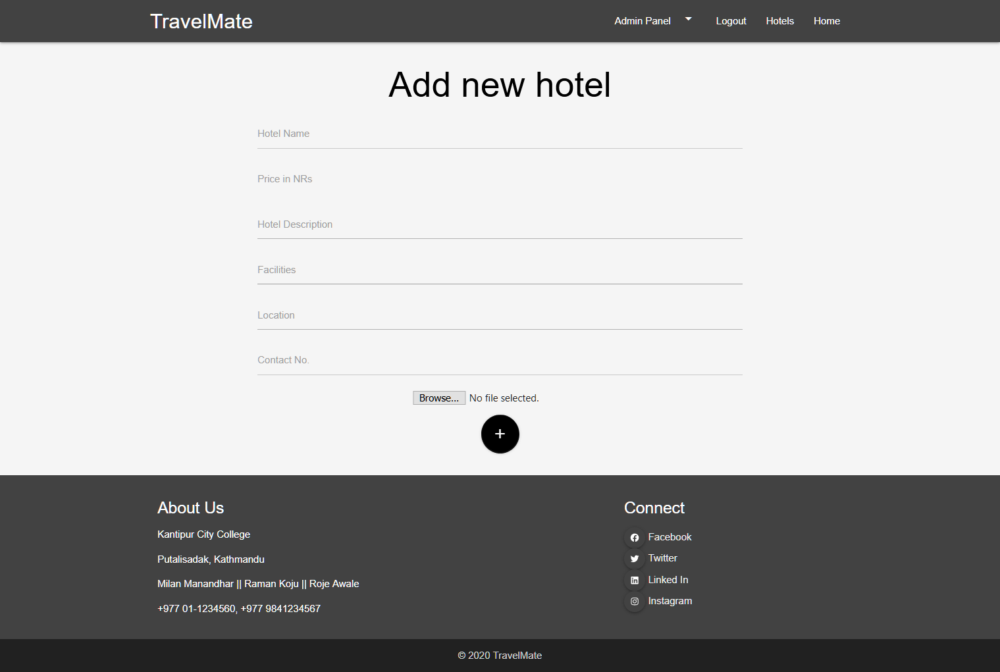 TravelMate
Admin Panel
Logout
Hotels
Home
Add new hotel
Hotel Name
Price in NRs
Hotel Description
Facilities
Location
Contact No.
Browse... No file selected.
+
About Us
Kantipur City College
Putalisadak, Kathmandu
Milan Manandhar || Raman Koju || Roje Awale
+977 01-1234560, +977 9841234567
Connect
Facebook
Twitter
Linked In
Instagram
© 2020 TravelMate